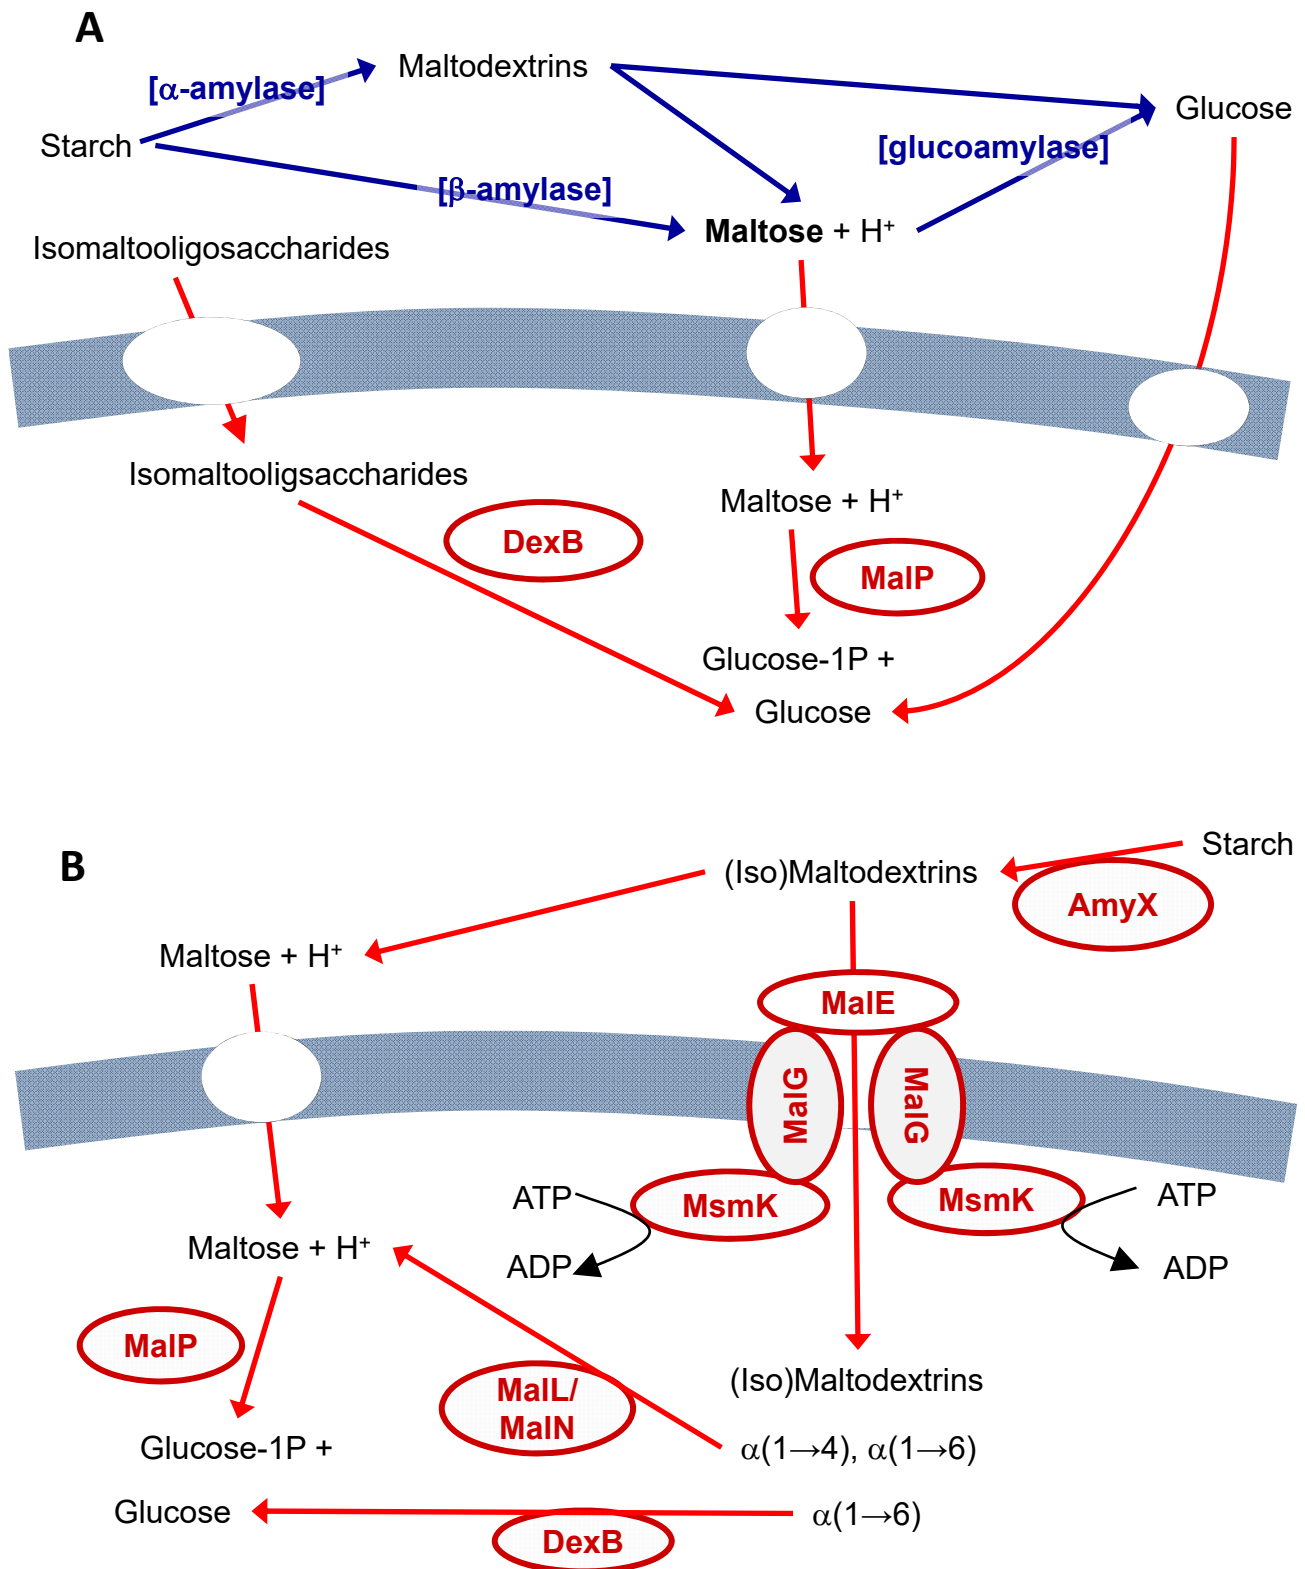 A
Maltodextrins
[α-amylase]
Glucose
Starch
[glucoamylase]
[β-amylase]
Maltose + H⁺
Isomaltooligosaccharides
Isomaltooligsaccharides
Maltose + H⁺
DexB
MalP
Glucose-1P +
Glucose
B
Starch
(Iso)Maltodextrins
AmyX
Maltose + H⁺
MalE
MalG
MalG
ATP
MsmK
MsmK
ATP
Maltose + H⁺
ADP
ADP
MalP
MalL/
MalN
(Iso)Maltodextrins
Glucose-1P +
α(1→4), α(1→6)
Glucose
α(1→6)
DexB